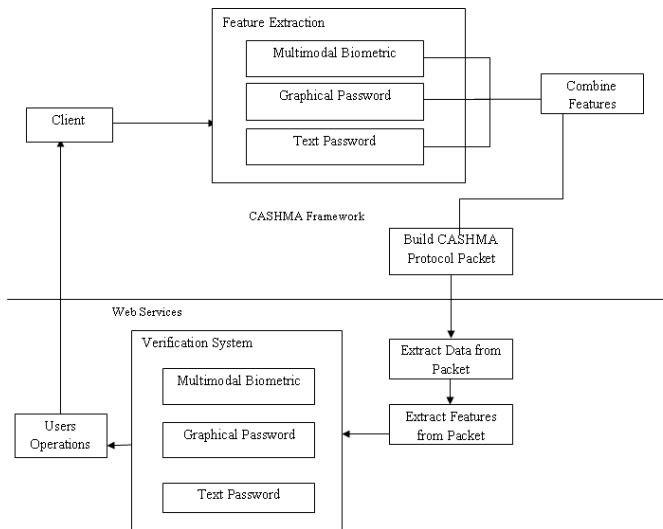 Feature Extraction
Multimodal Biometric
Graphical Password
Text Password
Client
Combine
Features
CASHMA Framework
Build CASHMA
Protocol Packet
Web Services
Verification System
Multimodal Biometric
Graphical Password
Text Password
Extract Data from
Packet
Extract Features
from Packet
Users
Operations